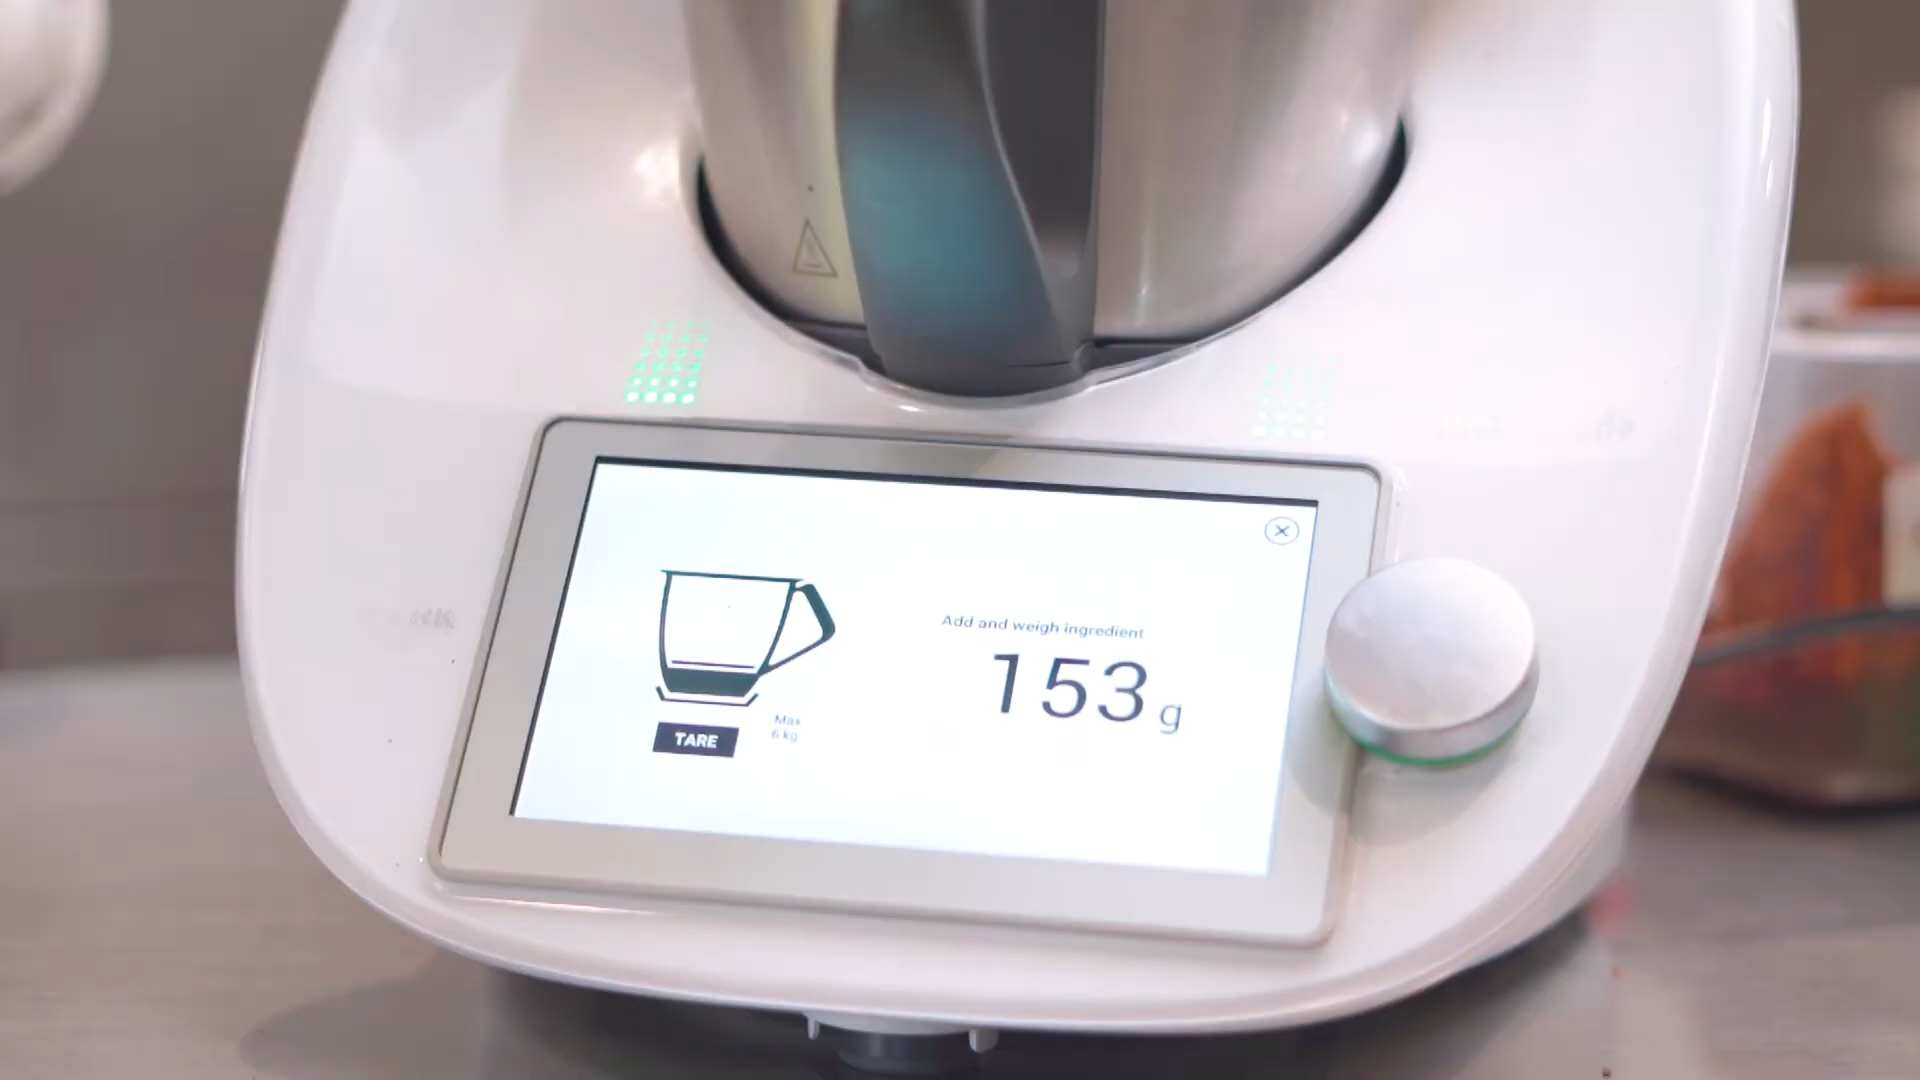 Add and weigh ingredient
153 g
Max
6 kg
TARE